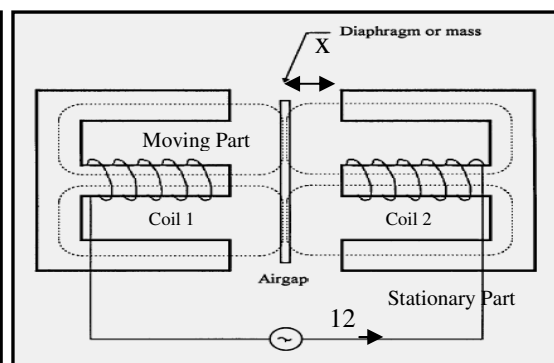 Diaphragm or mass
X
Moving Part
Coil 1
Coil 2
Airgap
Stationary Part
12